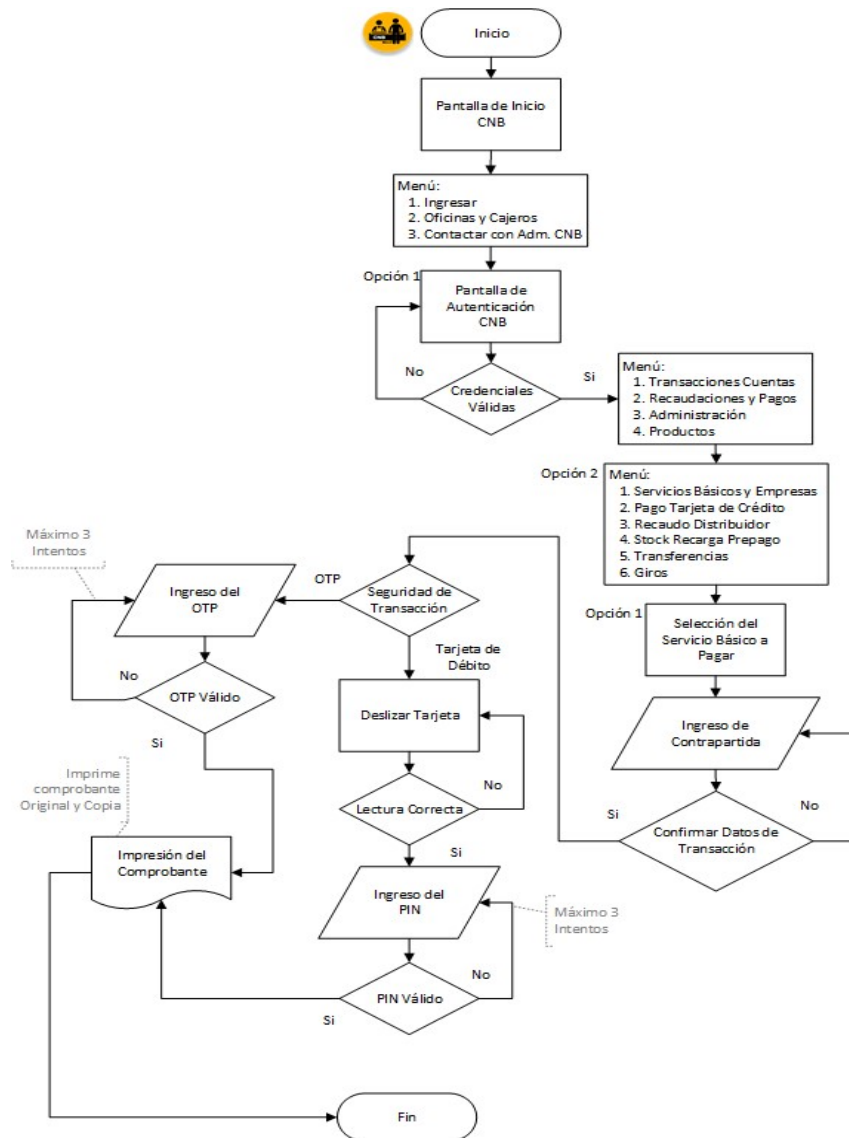 Inicio
Pantalla de Inicio
CNB
Menú:
1. Ingresar
2. Oficinas y Cajeros
3. Contactar con Adm. CNB
Opción 1
Pantalla de
Autenticación
CNB
No
Credenciales
Válidas
Si
Menú:
1. Transacciones Cuentas
2. Recaudaciones y Pagos
3. Administración
4. Productos
Opción 2
Menú:
1. Servicios Básicos y Empresas
2. Pago Tarjeta de Crédito
3. Recaudo Distribuidor
4. Stock Recarga Prepago
5. Transferencias
6. Giros
Opción 1
Selección del
Servicio Básico a
Pagar
Ingreso de
Contrapartida
Confirmar Datos de
Transacción
No
Si
Seguridad de
Transacción
OTP
Ingreso del
OTP
Máximo 3
Intentos
No
OTP Válido
Si
Tarjeta de
Débito
Deslizar Tarjeta
No
Lectura Correcta
Si
Ingreso del
PIN
Máximo 3
Intentos
No
PIN Válido
Si
Imprime
comprobante
Original y Copia
Impresión del
Comprobante
Fin